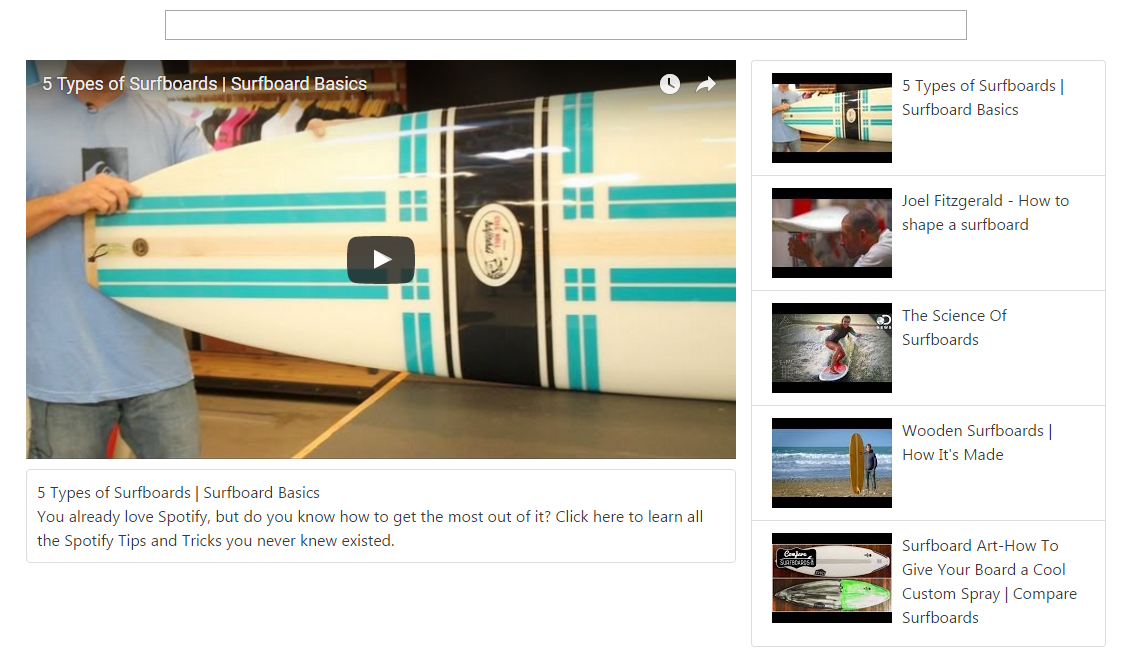 5 Types of Surfboards | Surfboard Basics
5 Types of Surfboards | Surfboard Basics
You already love Spotify, but do you know how to get the most out of it? Click here to learn all
the Spotify Tips and Tricks you never knew existed.
5 Types of Surfboards |
Surfboard Basics
Joel Fitzgerald - How to
shape a surfboard
The Science Of
Surfboards
Wooden Surfboards |
How It's Made
Compare
SURFBOARDS
Surfboard Art-How To
Give Your Board a Cool
Custom Spray | Compare
Surfboards